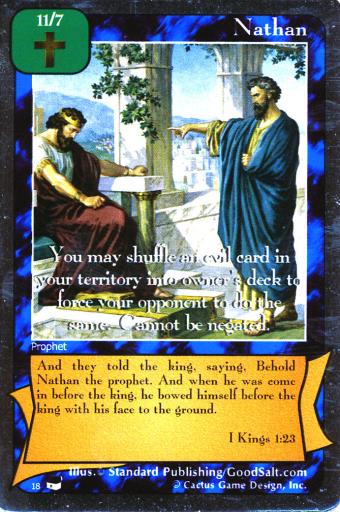 11/7
Nathan
You may shuffle an evil card in
your territory into owner's deck to
force your opponent to do the
same. Cannot be negated.
Prophet
And they told the king, saying, Behold
Nathan the prophet. And when he was come
in before the king, he bowed himself before the
king with his face to the ground.
I Kings 1:23
Illus. © Standard Publishing/GoodSalt.com
18
© Cactus Game Design, Inc.